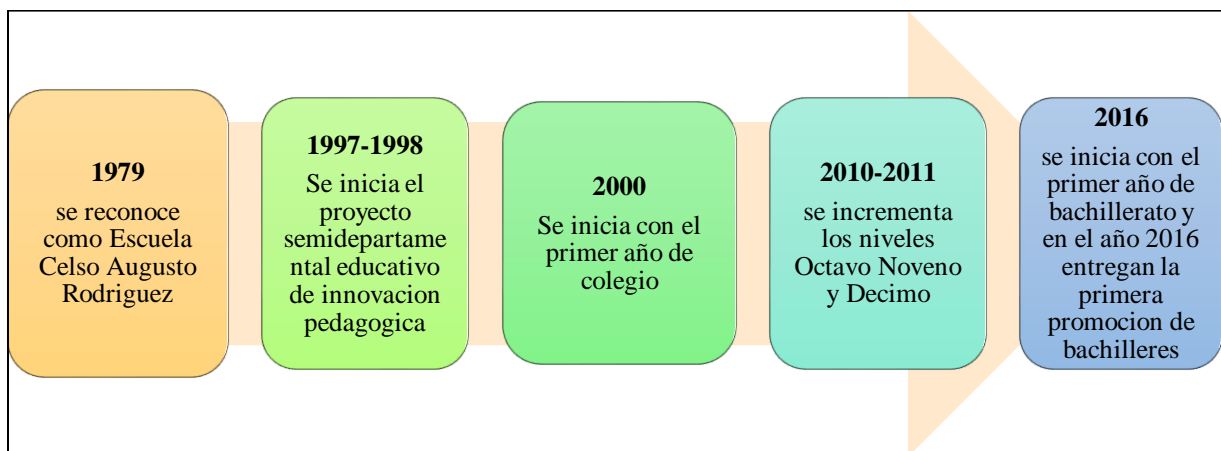 1979
se reconoce
como Escuela
Celso Augusto
Rodriguez
1997-1998
Se inicia el
proyecto
semidepartame
ntal educativo
de innovacion
pedagogica
2000
Se inicia con el
primer año de
colegio
2010-2011
se incrementa
los niveles
Octavo Noveno
y Decimo
2016
se inicia con el
primer año de
bachillerato y
en el año 2016
entregan la
primera
promocion de
bachilleres